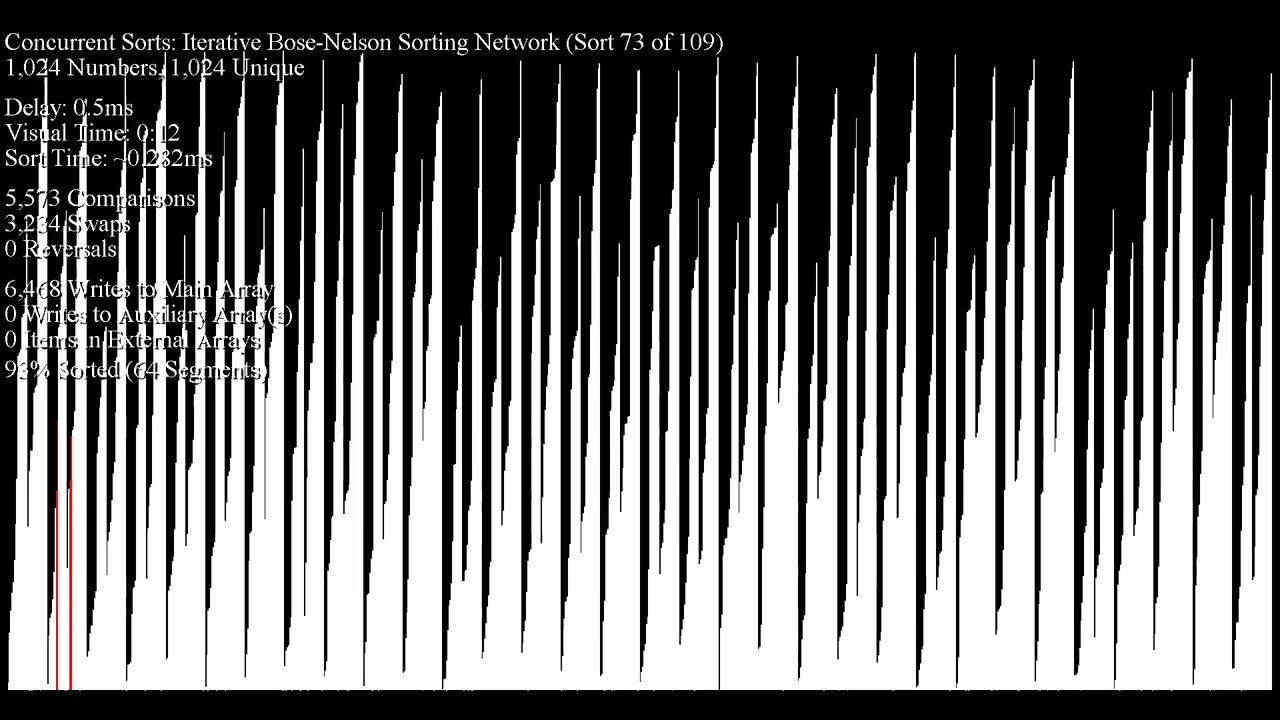 Concurrent Sorts: Iterative Bose-Nelson Sorting Network (Sort 73 of 109)
1,024 Numbers, 1,024 Unique
Delay: 0.5ms
Visual Time: 0:12
Sort Time: ~0.282ms
5,573 Comparisons
3,234 Swaps
0 Reversals
6,468 Writes to Main Array
0 Writes to Auxiliary Array(s)
0 Items in External Arrays
93% Sorted (64 Segments)